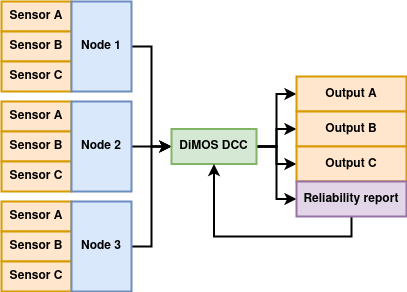 Sensor A
Sensor B
Sensor C
Node 1
Sensor A
Sensor B
Sensor C
Node 2
Sensor A
Sensor B
Sensor C
Node 3
DiMOS DCC
Output A
Output B
Output C
Reliability report